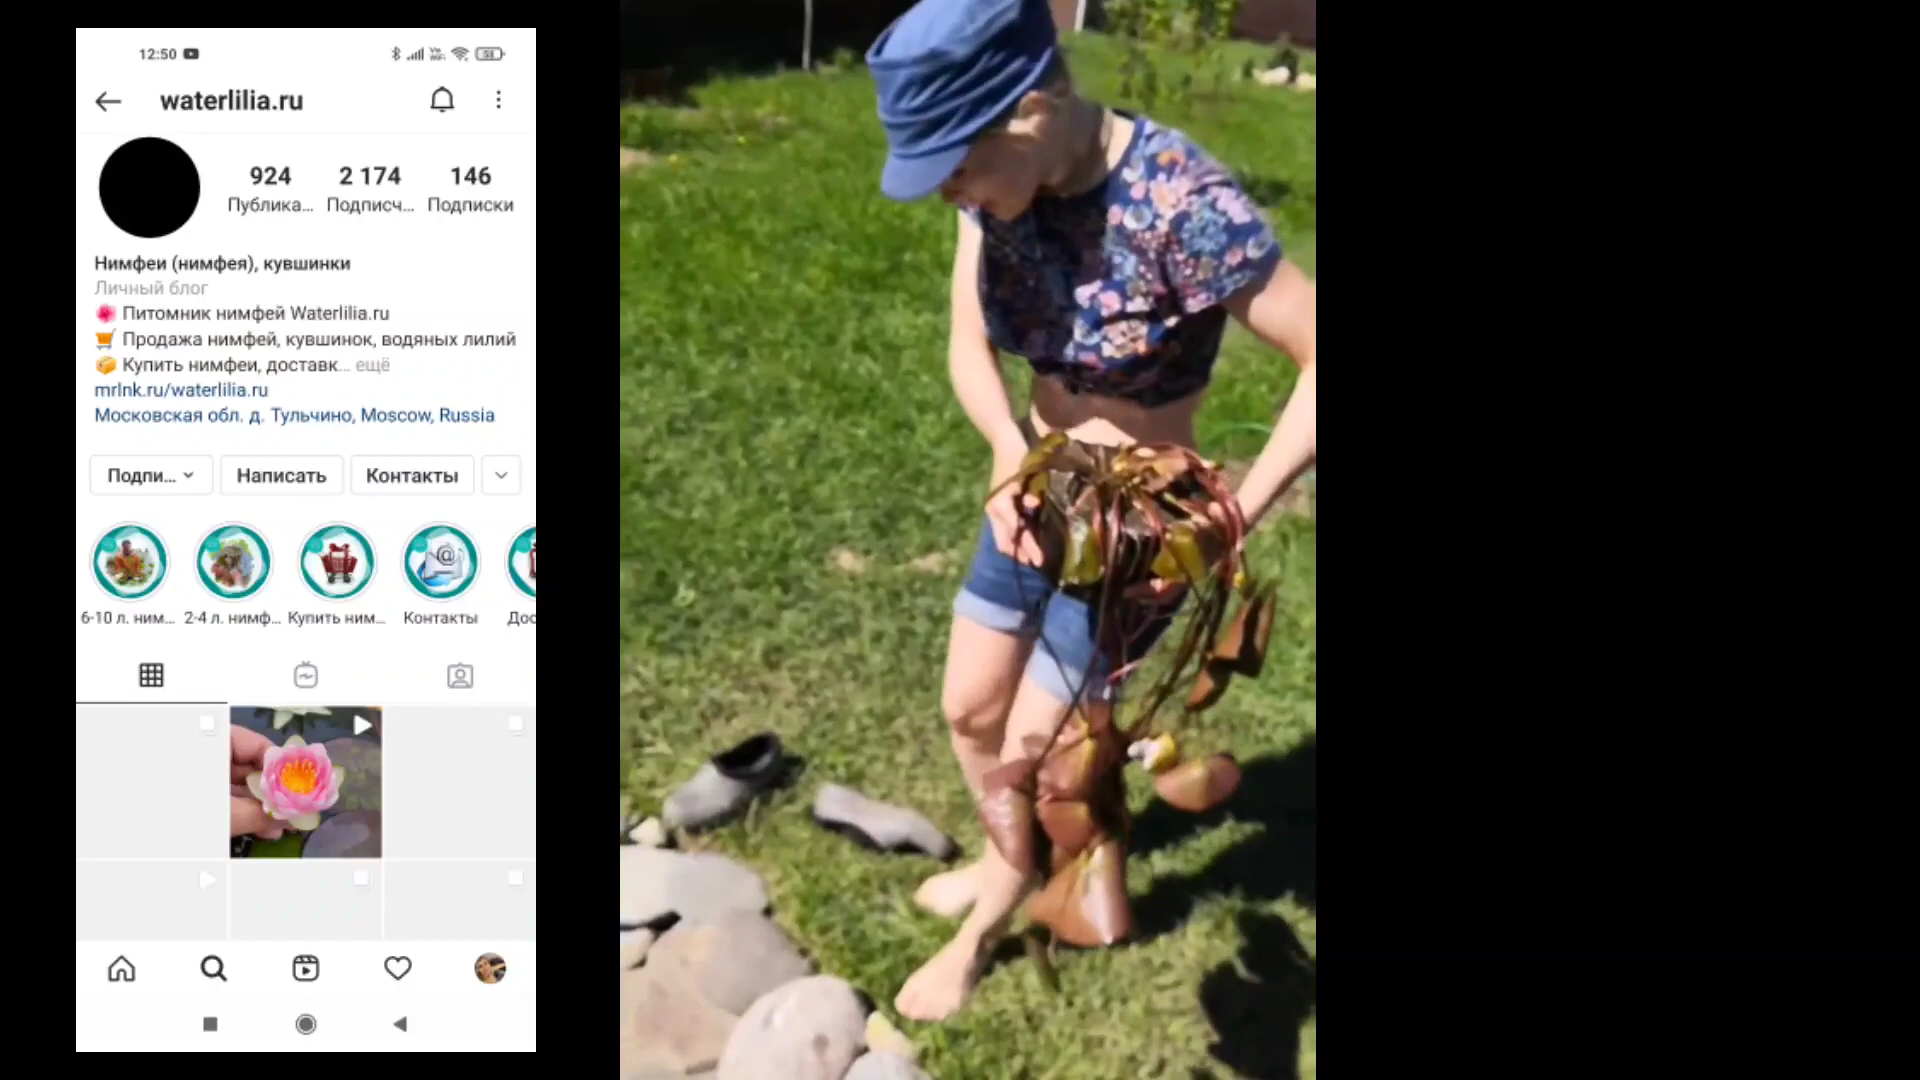 12:50
53
waterlilia.ru
924 2 174 146
Публика... Подписч... Подписки
Нимфеи (нимфея), кувшинки
Личный блог
Питомник нимфей Waterlilia.ru
Продажа нимфей, кувшинок, водяных лилий
Купить нимфеи, доставк... ещё
mrlnk.ru/waterlilia.ru
Московская обл. д. Тульчино, Moscow, Russia
Подпи... Написать Контакты
6-10 л. ним... 2-4 л. нимф... Купить ним... Контакты Дос